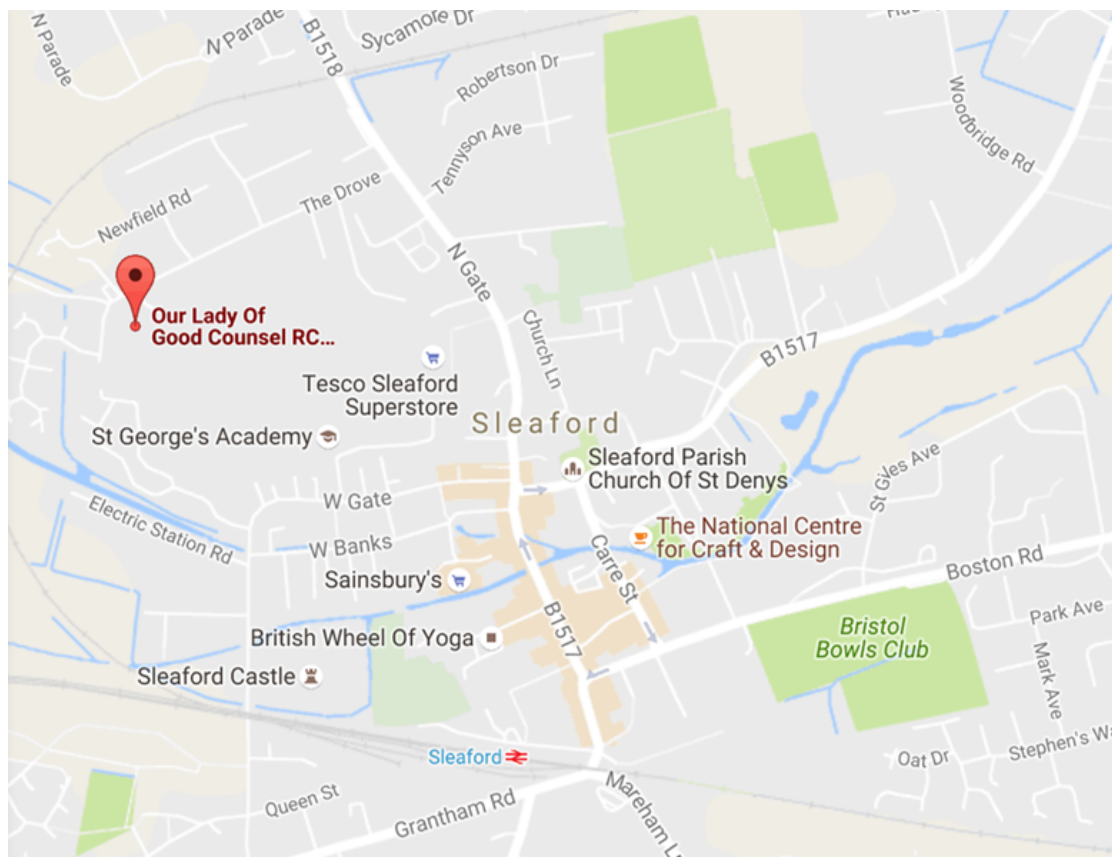 N Parade
N Parade
B1518
Sycamore Dr
Robertson Dr
Tennyson Ave
Woodbridge Rd
The Drove
Newfield Rd
N Gate
Our Lady Of
Good Counsel RC...
Church Ln
B1517
Tesco Sleaford
Superstore
Sleaford
St George's Academy
Sleaford Parish
Church Of St Denys
St Giles Ave
W Gate
Electric Station Rd
W Banks
The National Centre
for Craft & Design
Carre St
Boston Rd
Sainsbury's
B1517
Park Ave
Bristol
Bowls Club
British Wheel Of Yoga
Mark Ave
Sleaford Castle
Sleaford
Oat Dr
Stephen's Wa
Queen St
Grantham Rd
Mareham Ln